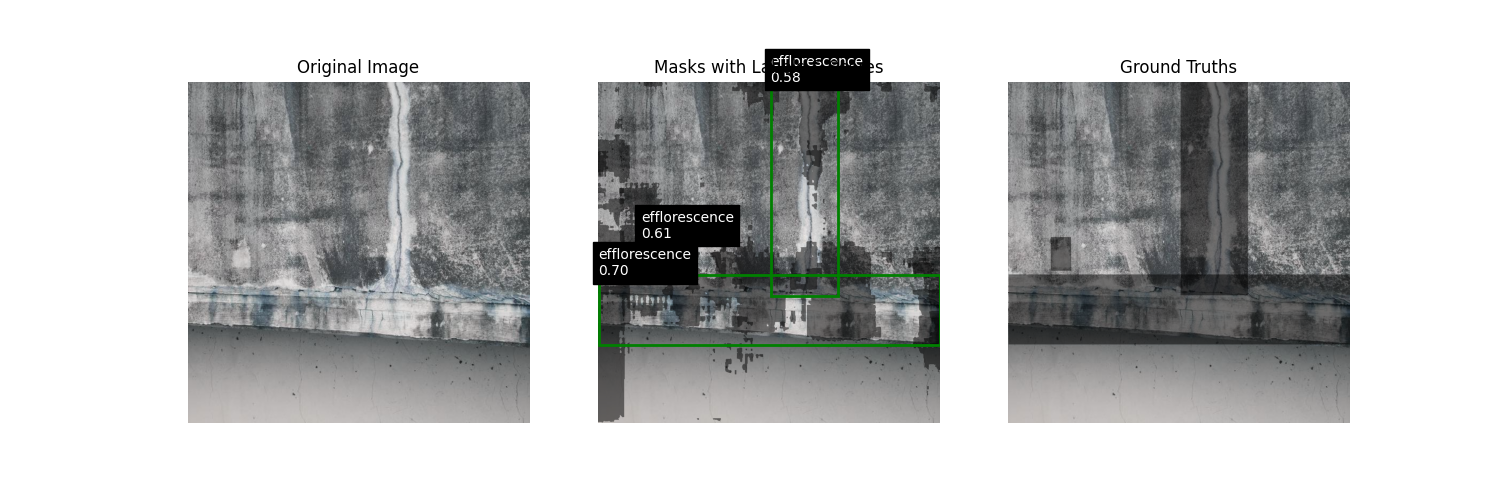 Original Image
Masks with La
es
Ground Truths
efflorescence
0.58
efflorescence
0.61
efflorescence
0.70